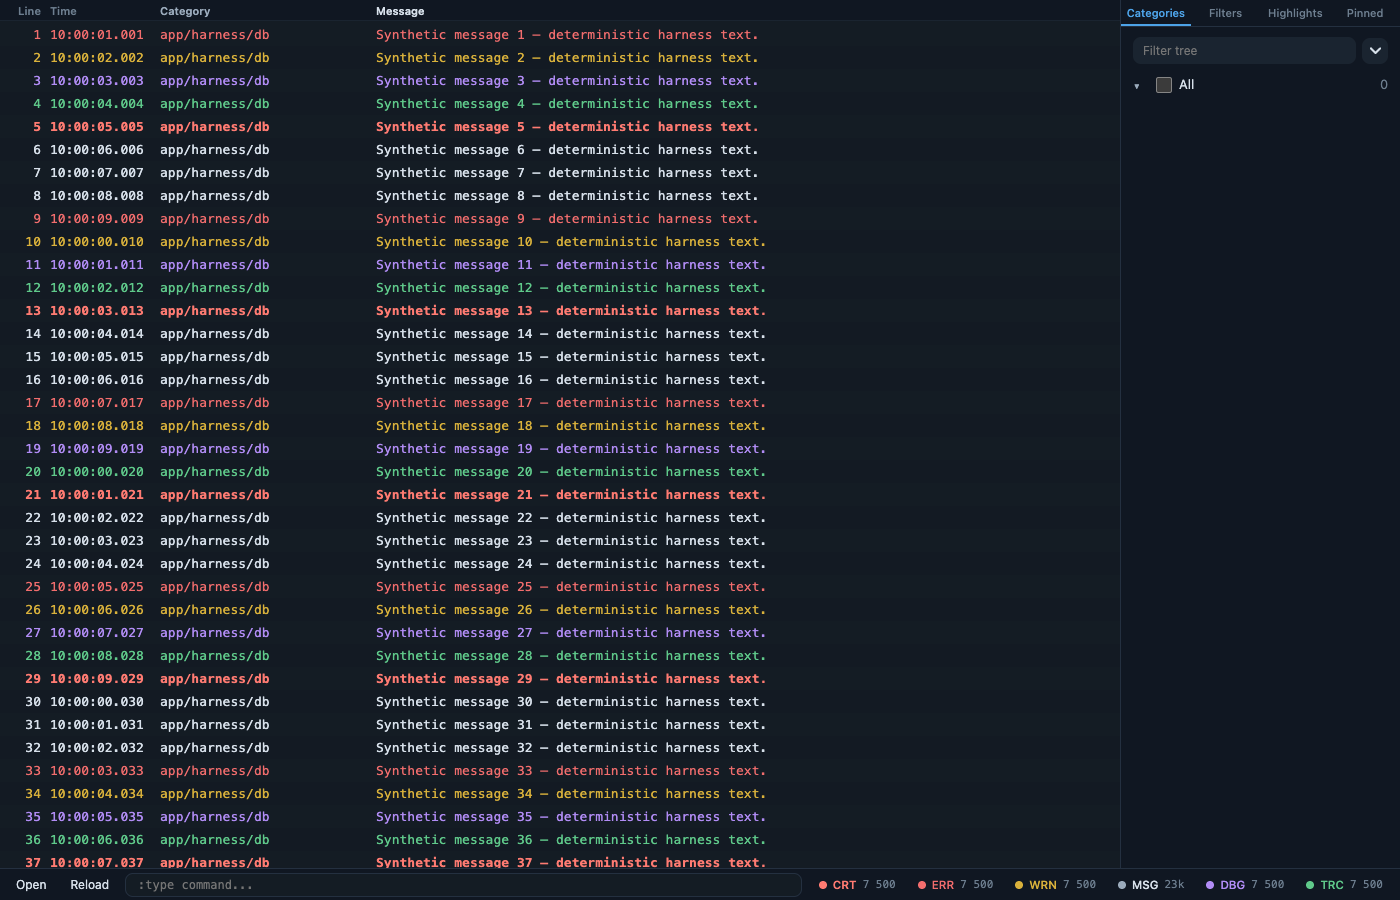 Line Time Category Message
1 10:00:01.001 app/harness/db Synthetic message 1 — deterministic harness text.
2 10:00:02.002 app/harness/db Synthetic message 2 — deterministic harness text.
3 10:00:03.003 app/harness/db Synthetic message 3 — deterministic harness text.
4 10:00:04.004 app/harness/db Synthetic message 4 — deterministic harness text.
5 10:00:05.005 app/harness/db Synthetic message 5 — deterministic harness text.
6 10:00:06.006 app/harness/db Synthetic message 6 — deterministic harness text.
7 10:00:07.007 app/harness/db Synthetic message 7 — deterministic harness text.
8 10:00:08.008 app/harness/db Synthetic message 8 — deterministic harness text.
9 10:00:09.009 app/harness/db Synthetic message 9 — deterministic harness text.
10 10:00:00.010 app/harness/db Synthetic message 10 — deterministic harness text.
11 10:00:01.011 app/harness/db Synthetic message 11 — deterministic harness text.
12 10:00:02.012 app/harness/db Synthetic message 12 — deterministic harness text.
13 10:00:03.013 app/harness/db Synthetic message 13 — deterministic harness text.
14 10:00:04.014 app/harness/db Synthetic message 14 — deterministic harness text.
15 10:00:05.015 app/harness/db Synthetic message 15 — deterministic harness text.
16 10:00:06.016 app/harness/db Synthetic message 16 — deterministic harness text.
17 10:00:07.017 app/harness/db Synthetic message 17 — deterministic harness text.
18 10:00:08.018 app/harness/db Synthetic message 18 — deterministic harness text.
19 10:00:09.019 app/harness/db Synthetic message 19 — deterministic harness text.
20 10:00:00.020 app/harness/db Synthetic message 20 — deterministic harness text.
21 10:00:01.021 app/harness/db Synthetic message 21 — deterministic harness text.
22 10:00:02.022 app/harness/db Synthetic message 22 — deterministic harness text.
23 10:00:03.023 app/harness/db Synthetic message 23 — deterministic harness text.
24 10:00:04.024 app/harness/db Synthetic message 24 — deterministic harness text.
25 10:00:05.025 app/harness/db Synthetic message 25 — deterministic harness text.
26 10:00:06.026 app/harness/db Synthetic message 26 — deterministic harness text.
27 10:00:07.027 app/harness/db Synthetic message 27 — deterministic harness text.
28 10:00:08.028 app/harness/db Synthetic message 28 — deterministic harness text.
29 10:00:09.029 app/harness/db Synthetic message 29 — deterministic harness text.
30 10:00:00.030 app/harness/db Synthetic message 30 — deterministic harness text.
31 10:00:01.031 app/harness/db Synthetic message 31 — deterministic harness text.
32 10:00:02.032 app/harness/db Synthetic message 32 — deterministic harness text.
33 10:00:03.033 app/harness/db Synthetic message 33 — deterministic harness text.
34 10:00:04.034 app/harness/db Synthetic message 34 — deterministic harness text.
35 10:00:05.035 app/harness/db Synthetic message 35 — deterministic harness text.
36 10:00:06.036 app/harness/db Synthetic message 36 — deterministic harness text.
37 10:00:07.037 app/harness/db Synthetic message 37 — deterministic harness text.
Categories Filters Highlights Pinned
Filter tree
All 0
Open Reload :type command... CRT 7 500 ERR 7 500 WRN 7 500 MSG 23k DBG 7 500 TRC 7 500